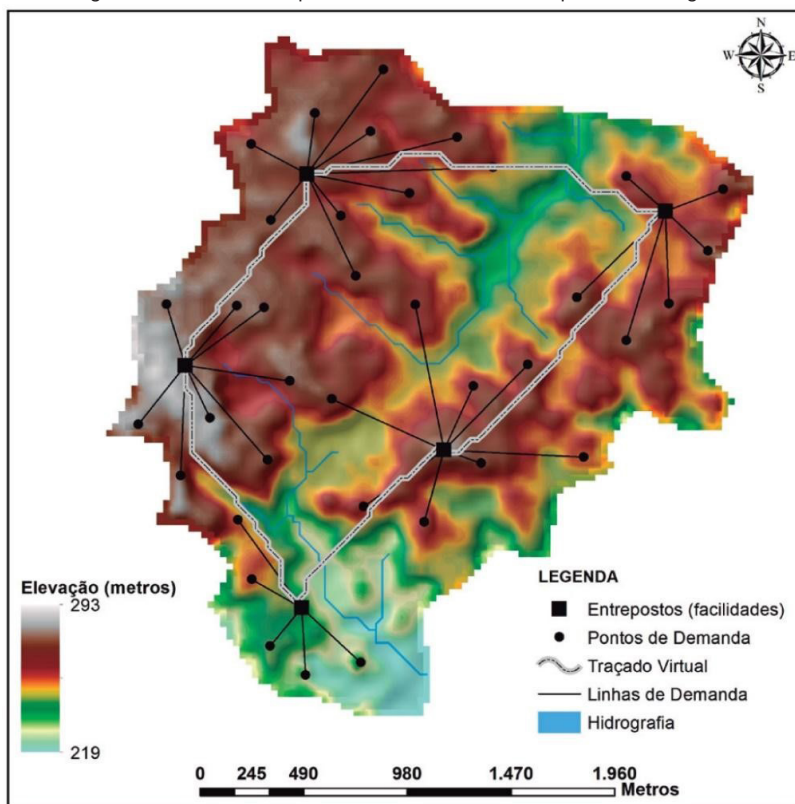 N
W E
S
Elevação (metros)
293
219
LEGENDA
Entrepostos (facilidades)
Pontos de Demanda
Traçado Virtual
Linhas de Demanda
Hidrografia
0 245 490 980 1.470 1.960
Metros